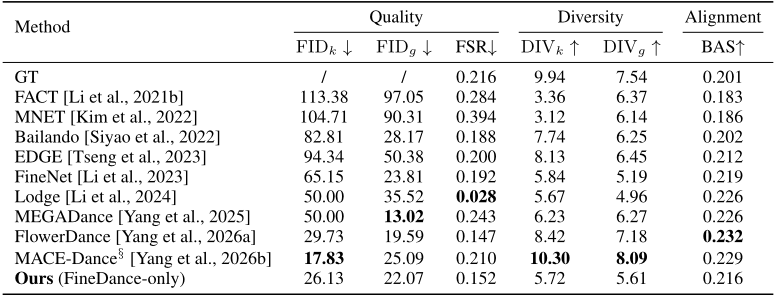 Method Quality Diversity Alignment
FIDk ↓ FIDg ↓ FSR↓ DIVk ↑ DIVg ↑ BAS↑
GT / / 0.216 9.94 7.54 0.201
FACT [Li et al., 2021b] 113.38 97.05 0.284 3.36 6.37 0.183
MNET [Kim et al., 2022] 104.71 90.31 0.394 3.12 6.14 0.186
Bailando [Siyao et al., 2022] 82.81 28.17 0.188 7.74 6.25 0.202
EDGE [Tseng et al., 2023] 94.34 50.38 0.200 8.13 6.45 0.212
FineNet [Li et al., 2023] 65.15 23.81 0.192 5.84 5.19 0.219
Lodge [Li et al., 2024] 50.00 35.52 0.028 5.67 4.96 0.226
MEGADance [Yang et al., 2025] 50.00 13.02 0.243 6.23 6.27 0.226
FlowerDance [Yang et al., 2026a] 29.73 19.59 0.147 8.42 7.18 0.232
MACE-Dance§ [Yang et al., 2026b] 17.83 25.09 0.210 10.30 8.09 0.229
Ours (FineDance-only) 26.13 22.07 0.152 5.72 5.61 0.216